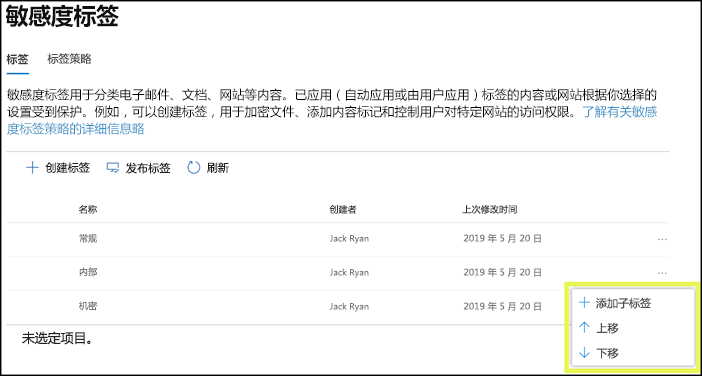 敏感度标签
标签 标签策略
敏感度标签用于分类电子邮件、文档、网站等内容。已应用（自动应用或由用户应用）标签的内容或网站根据你选择的
设置受到保护。例如，可以创建标签，用于加密文件、添加内容标记和控制用户对特定网站的访问权限。了解有关敏感
度标签策略的详细信息略
创建标签 发布标签 刷新
名称 创建者 上次修改时间
常规 Jack Ryan 2019 年 5 月 20 日 ...
内部 Jack Ryan 2019 年 5 月 20 日 ...
机密 Jack Ryan 2019 年 5 月 20 日
添加子标签
上移
下移
未选定项目。